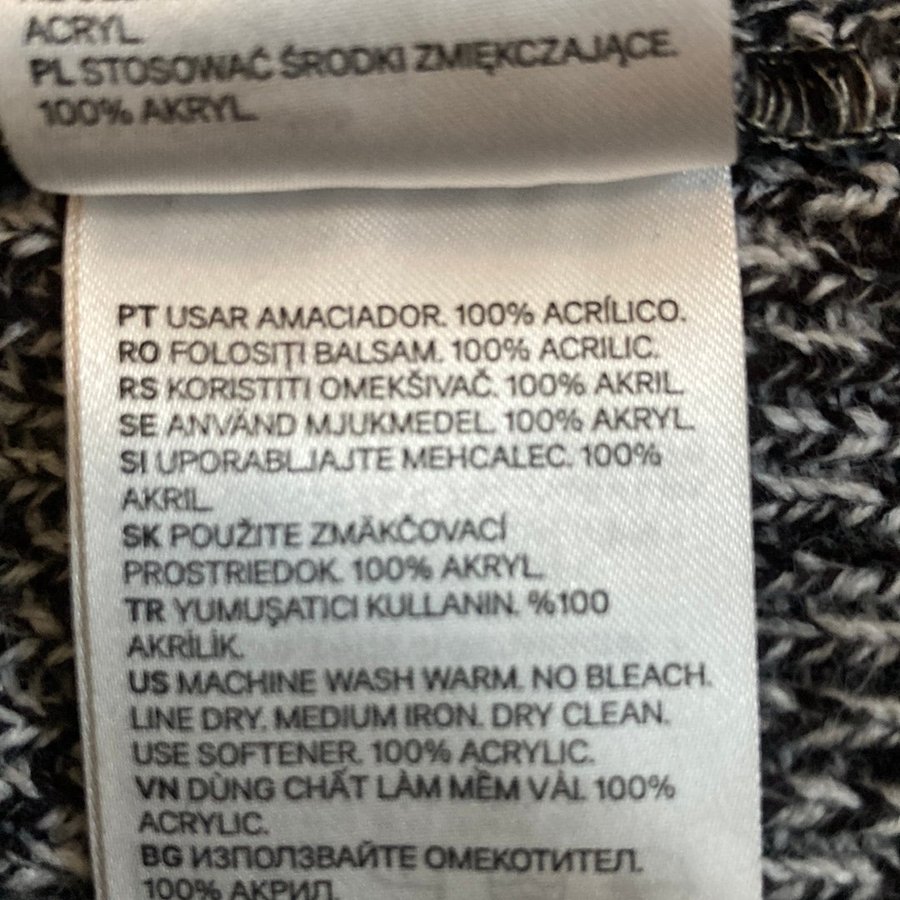 ACRYL.
PL STOSOWAĆ ŚRODKI ZMIĘKCZAJĄCE.
100% AKRYL.
PT USAR AMACIADOR. 100% ACRÍLICO.
RO FOLOSIȚI BALSAM. 100% ACRILIC.
RS KORISTITI OMEKŠIVAČ. 100% AKRIL.
SE ANVÄND MJUKMEDEL. 100% AKRYL.
SI UPORABLJAJTE MEHCALEC. 100%
AKRIL.
SK POUŽITE ZMÄKČOVACÍ
PROSTRIEDOK. 100% AKRYL.
TR YUMUŞATICI KULLANIN. %100
AKRİLİK.
US MACHINE WASH WARM. NO BLEACH.
LINE DRY. MEDIUM IRON. DRY CLEAN.
USE SOFTENER. 100% ACRYLIC.
VN DÙNG CHẤT LÀM MỀM VẢI. 100%
ACRYLIC.
BG ИЗПОЛЗВАЙТЕ ОМЕКОТИТЕЛ.
100% АКРИЛ.